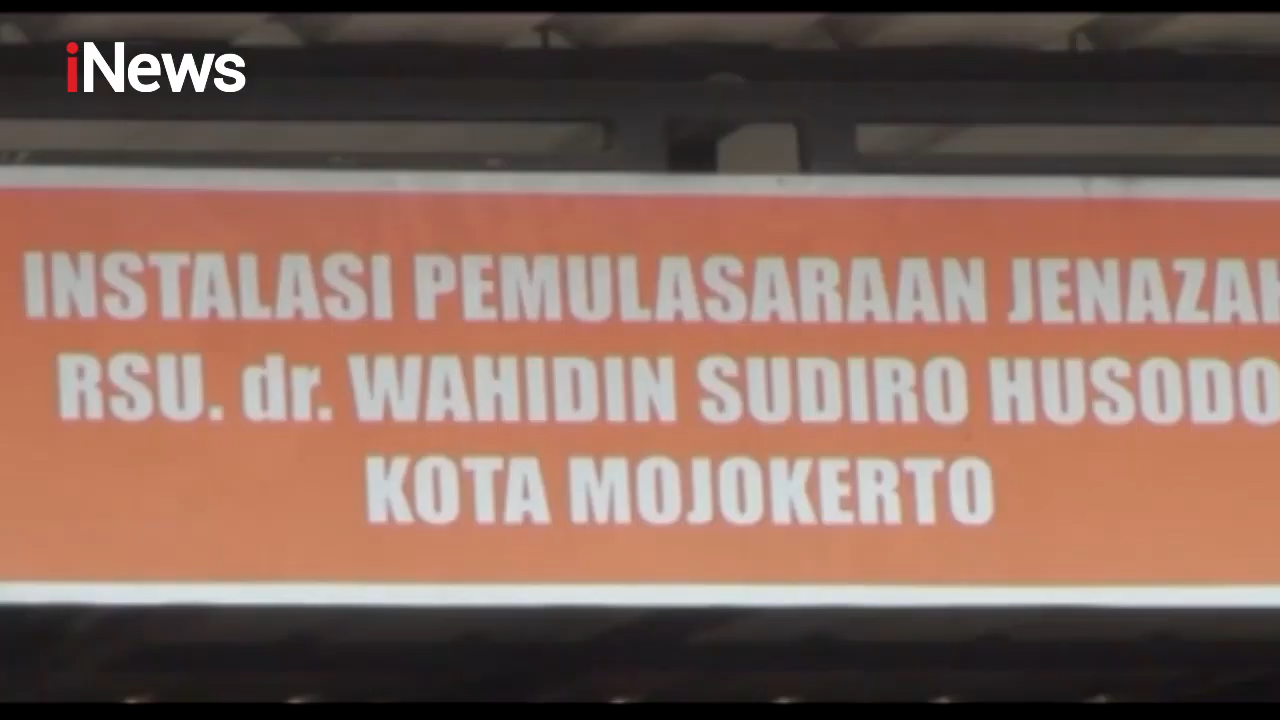 iNews
INSTALASI PEMULASARAAN JENAZAH
RSU. dr. WAHIDIN SUDIRO HUSODO
KOTA MOJOKERTO